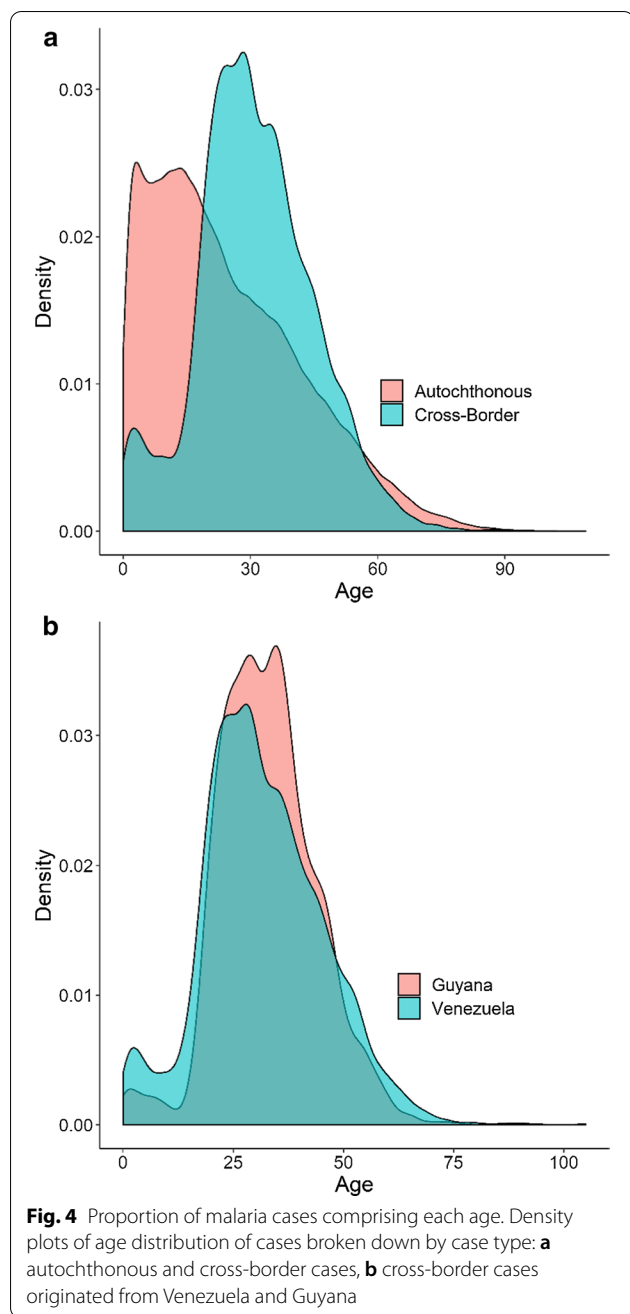 a
0.03
0.02
0.01
0.00
Density
Autochthonous
Cross-Border
0 30 60 90
Age
b
0.03
0.02
0.01
0.00
Density
Guyana
Venezuela
0 25 50 75 100
Age
Fig. 4 Proportion of malaria cases comprising each age. Density
plots of age distribution of cases broken down by case type: a
autochthonous and cross-border cases, b cross-border cases
originated from Venezuela and Guyana